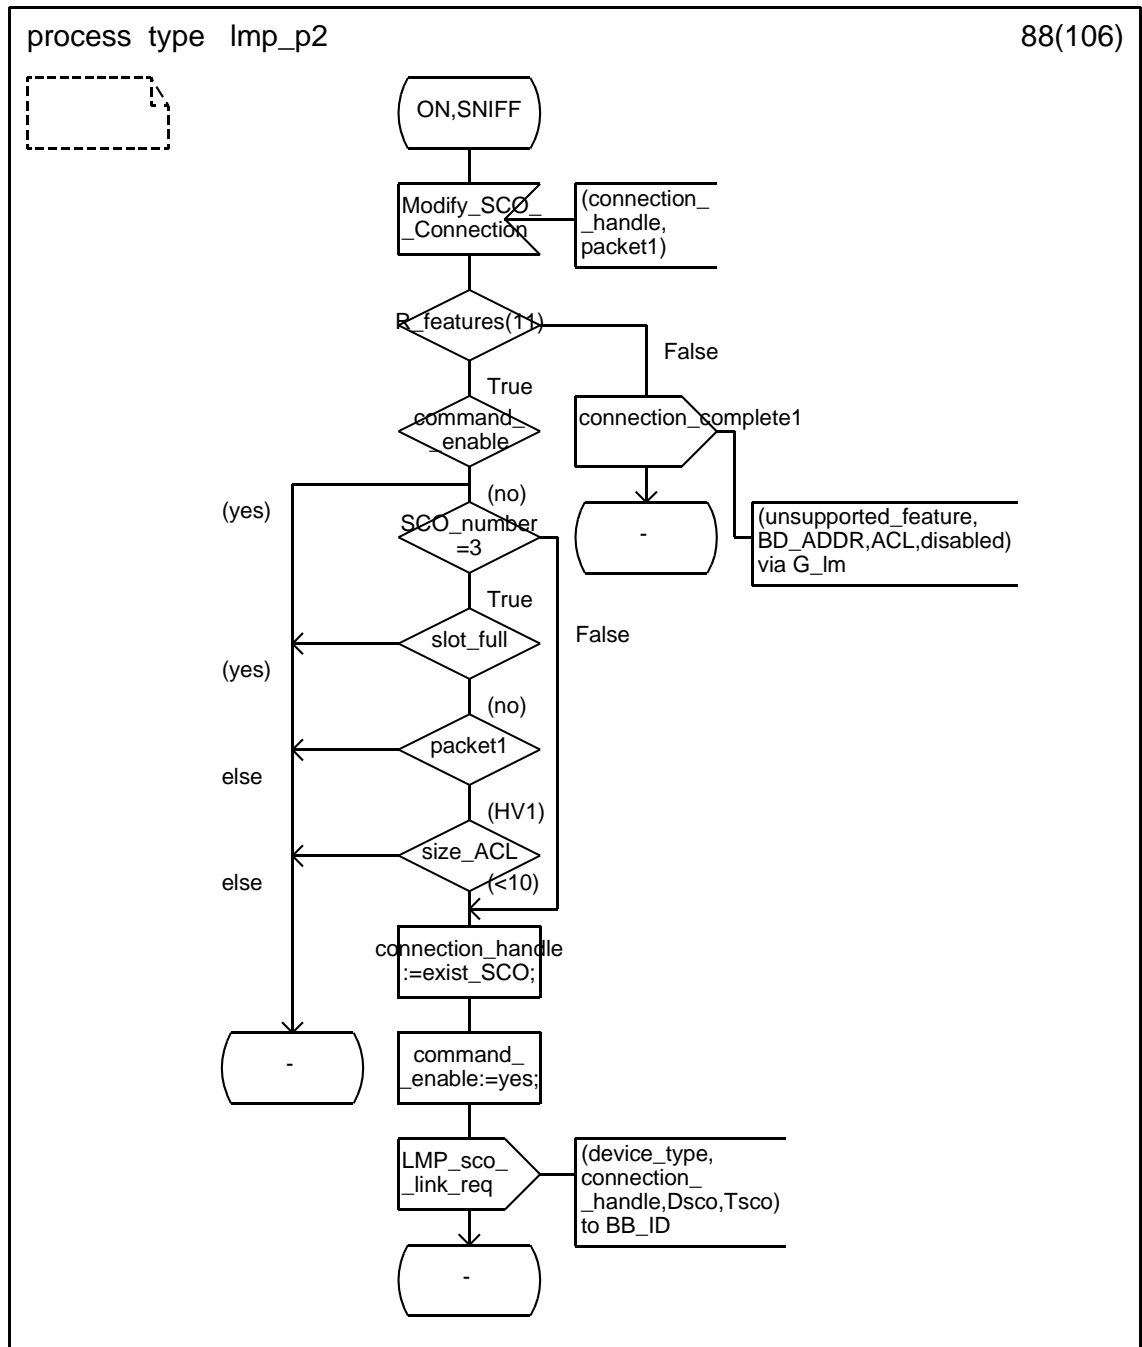 process type lmp_p2
88(106)
ON,SNIFF
Modify_SCO_
_Connection
(connection_
_handle,
packet1)
R_features(11)
False
True
command_
_enable
connection_complete1
(yes)
(no)
SCO_number
=3
-
(unsupported_feature,
BD_ADDR,ACL,disabled)
via G_lm
True
False
slot_full
(yes)
(no)
packet1
else
(HV1)
size_ACL
else
(<10)
connection_handle
:=exist_SCO;
-
command_
_enable:=yes;
LMP_sco_
_link_req
(device_type,
connection_
_handle,Dsco,Tsco)
to BB_ID
-